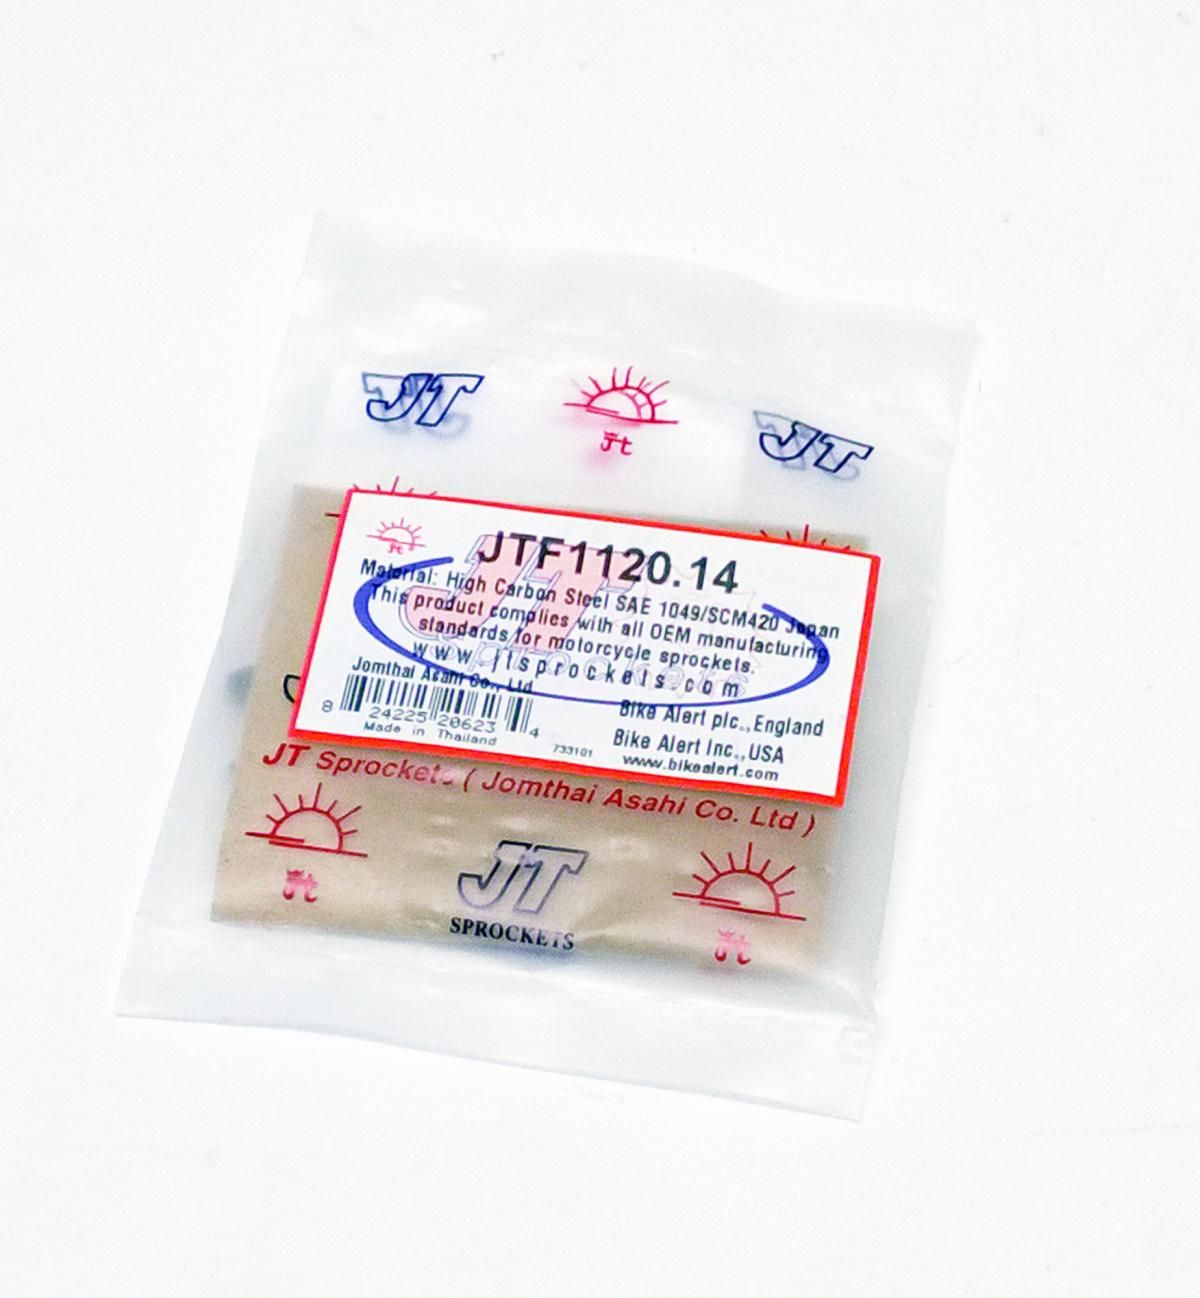 JT
Jt
JT
Jt
JTF1120.14
Material: High Carbon Steel SAE 1049/SCM420 Japan
This product complies with all OEM manufacturing
standards for motorcycle sprockets.
www.jtsprockets.com
Jomthai Asahi Co., Ltd
8 24225 20623 4
Made in Thailand
733101
Bike Alert plc., England
Bike Alert Inc., USA
www.bikealert.com
JT Sprockets ( Jomthai Asahi Co. Ltd )
Jt
JT
SPROCKETS
Jt